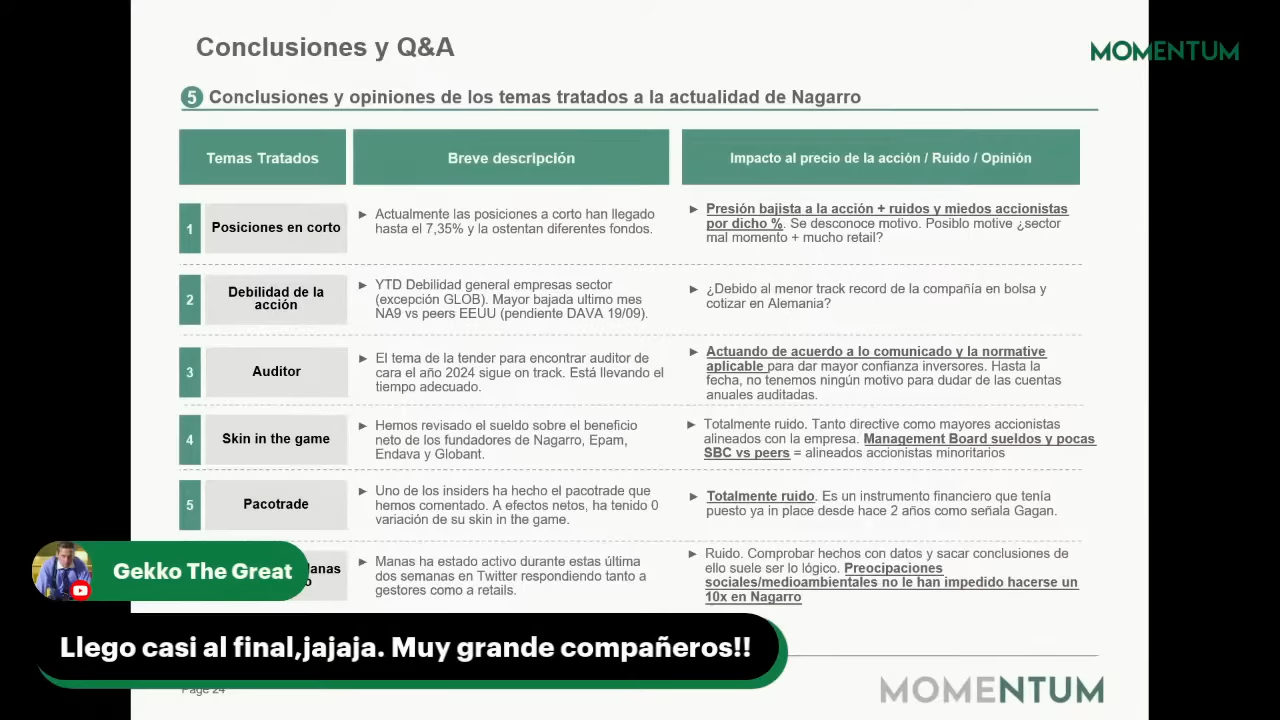 Conclusiones y Q&A
MOMENTUM
5 Conclusiones y opiniones de los temas tratados a la actualidad de Nagarro
Temas Tratados
Breve descripción
Impacto al precio de la acción / Ruido / Opinión
1
Posiciones en corto
► Actualmente las posiciones a corto han llegado
hasta el 7,35% y la ostentan diferentes fondos.
► Presión bajista a la acción + ruidos y miedos accionistas
por dicho %. Se desconoce motivo. Posiblo motive ¿sector
mal momento + mucho retail?
2
Debilidad de la
acción
► YTD Debilidad general empresas sector
(excepción GLOB). Mayor bajada ultimo mes
NA9 vs peers EEUU (pendiente DAVA 19/09).
► ¿Debido al menor track record de la compañía en bolsa y
cotizar en Alemania?
3
Auditor
► El tema de la tender para encontrar auditor de
cara el año 2024 sigue on track. Está llevando el
tiempo adecuado.
► Actuando de acuerdo a lo comunicado y la normative
aplicable para dar mayor confianza inversores. Hasta la
fecha, no tenemos ningún motivo para dudar de las cuentas
anuales auditadas.
4
Skin in the game
► Hemos revisado el sueldo sobre el beneficio
neto de los fundadores de Nagarro, Epam,
Endava y Globant.
► Totalmente ruido. Tanto directive como mayores accionistas
alineados con la empresa. Management Board sueldos y pocas
SBC vs peers = alineados accionistas minoritarios
5
Pacotrade
► Uno de los insiders ha hecho el pacotrade que
hemos comentado. A efectos netos, ha tenido 0
variación de su skin in the game.
► Totalmente ruido. Es un instrumento financiero que tenía
puesto ya in place desde hace 2 años como señala Gagan.
► Manas ha estado activo durante estas última
dos semanas en Twitter respondiendo tanto a
gestores como a retails.
► Ruido. Comprobar hechos con datos y sacar conclusiones de
ello suele ser lo lógico. Preocipaciones
sociales/medioambientales no le han impedido hacerse un
10x en Nagarro
Gekko The Great
Llego casi al final,jajaja. Muy grande compañeros!!
Page 24
MOMENTUM